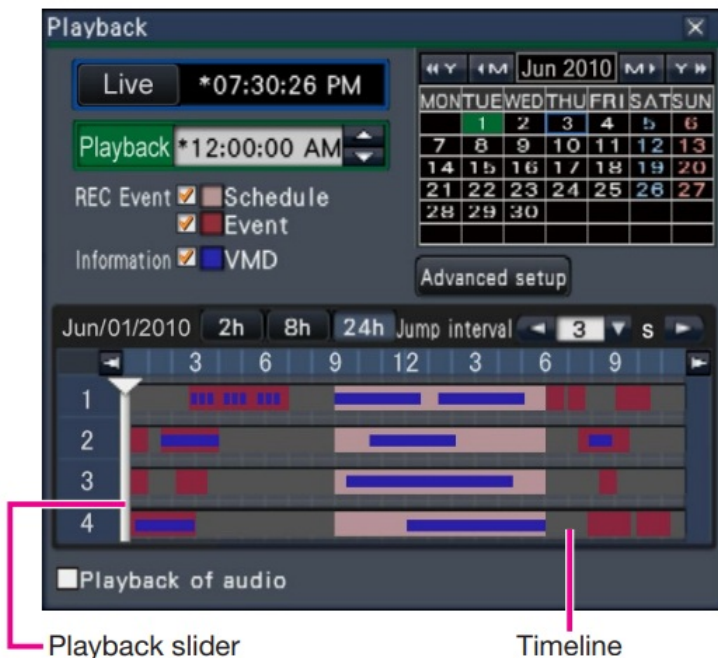 Playback
Live *07:30:26 PM
Playback *12:00:00 AM
REC Event Schedule
Event
Information VMD
Y M Jun 2010 M Y
MON TUE WED THU FRI SAT SUN
1 2 3 4 5 6
7 8 9 10 11 12 13
14 15 16 17 18 19 20
21 22 23 24 25 26 27
28 29 30
Advanced setup
Jun/01/2010 2h 8h 24h Jump interval 3 s
3 6 9 12 3 6 9
1
2
3
4
Playback of audio
Playback slider
Timeline